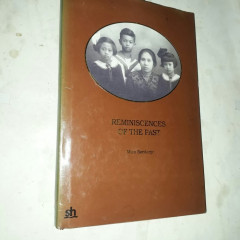 REMINISCENCES
OF THE PAST
sh